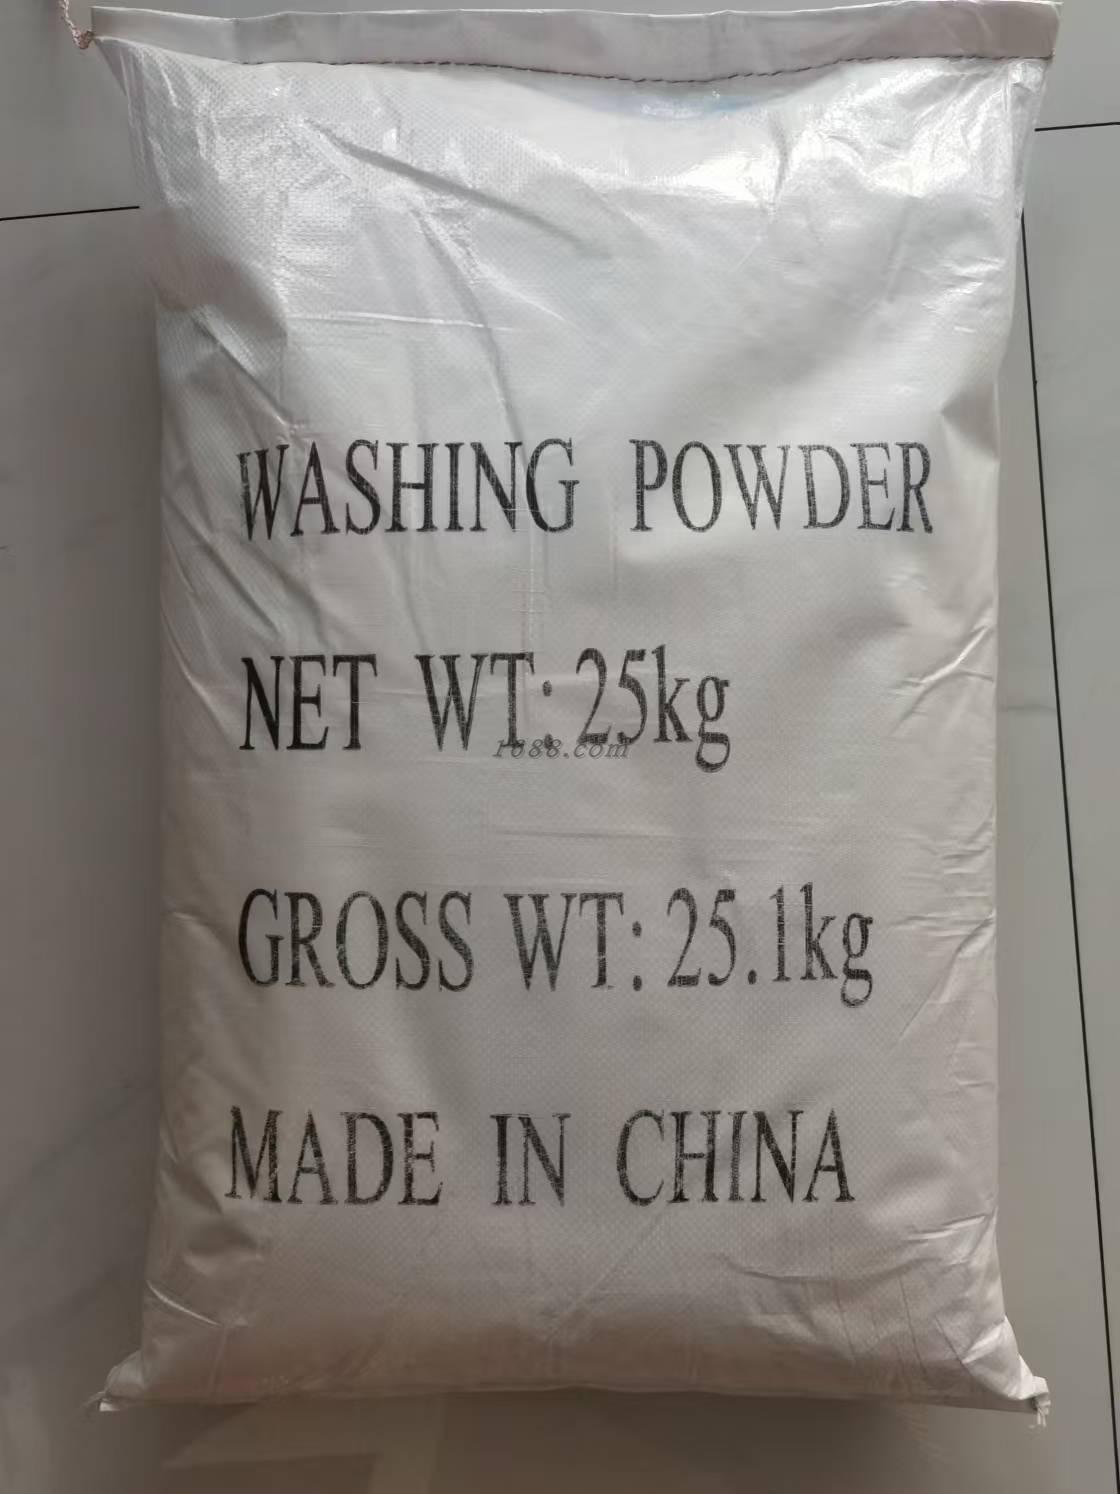 WASHING POWDER
NET WT: 25kg
1688.com
GROSS WT: 25.1kg
MADE IN CHINA